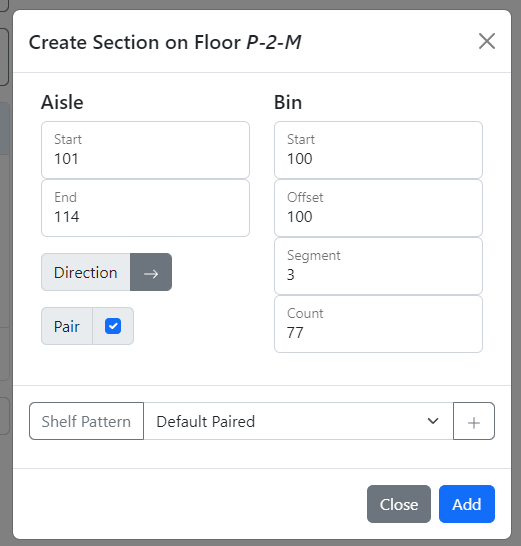 Create Section on Floor P-2-M
Aisle
Start
101
End
114
Direction →
Pair
Bin
Start
100
Offset
100
Segment
3
Count
77
Shelf Pattern Default Paired +
Close Add